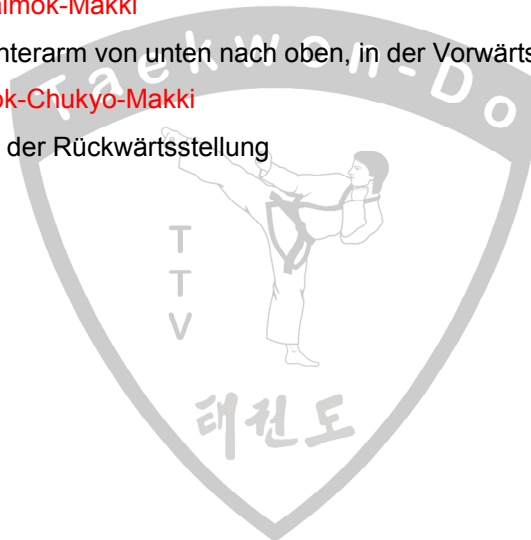 almok-Makki
nterarm von unten nach oben, in der Vorwärts
ok-Chukyo-Makki
der Rückwärtsstellung
Taekwon-Do
T
T
V
태권도